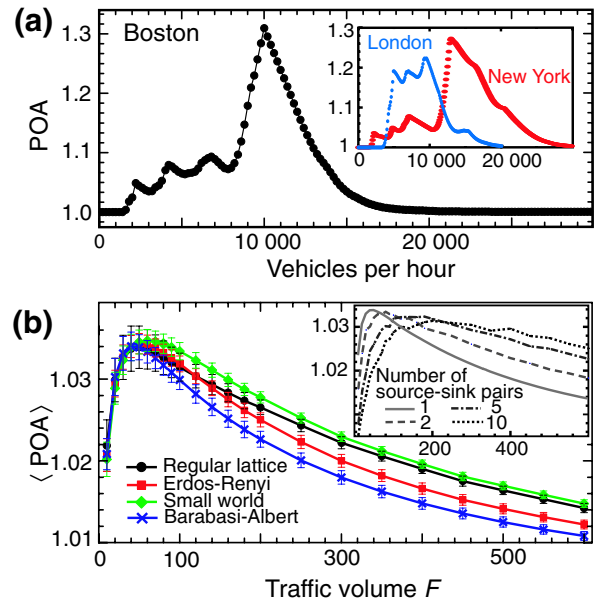 (a)
Boston
POA
1.3
1.2
1.1
1.0
0
10 000
20 000
Vehicles per hour
London
New York
1.3
1.2
1.1
1
0
10 000
20 000
(b)
⟨POA⟩
1.03
1.02
1.01
0
100
300
500
Traffic volume F
Regular lattice
Erdos-Renyi
Small world
Barabasi-Albert
1.03
1.02
Number of
source-sink pairs
1
5
2
10
200
400